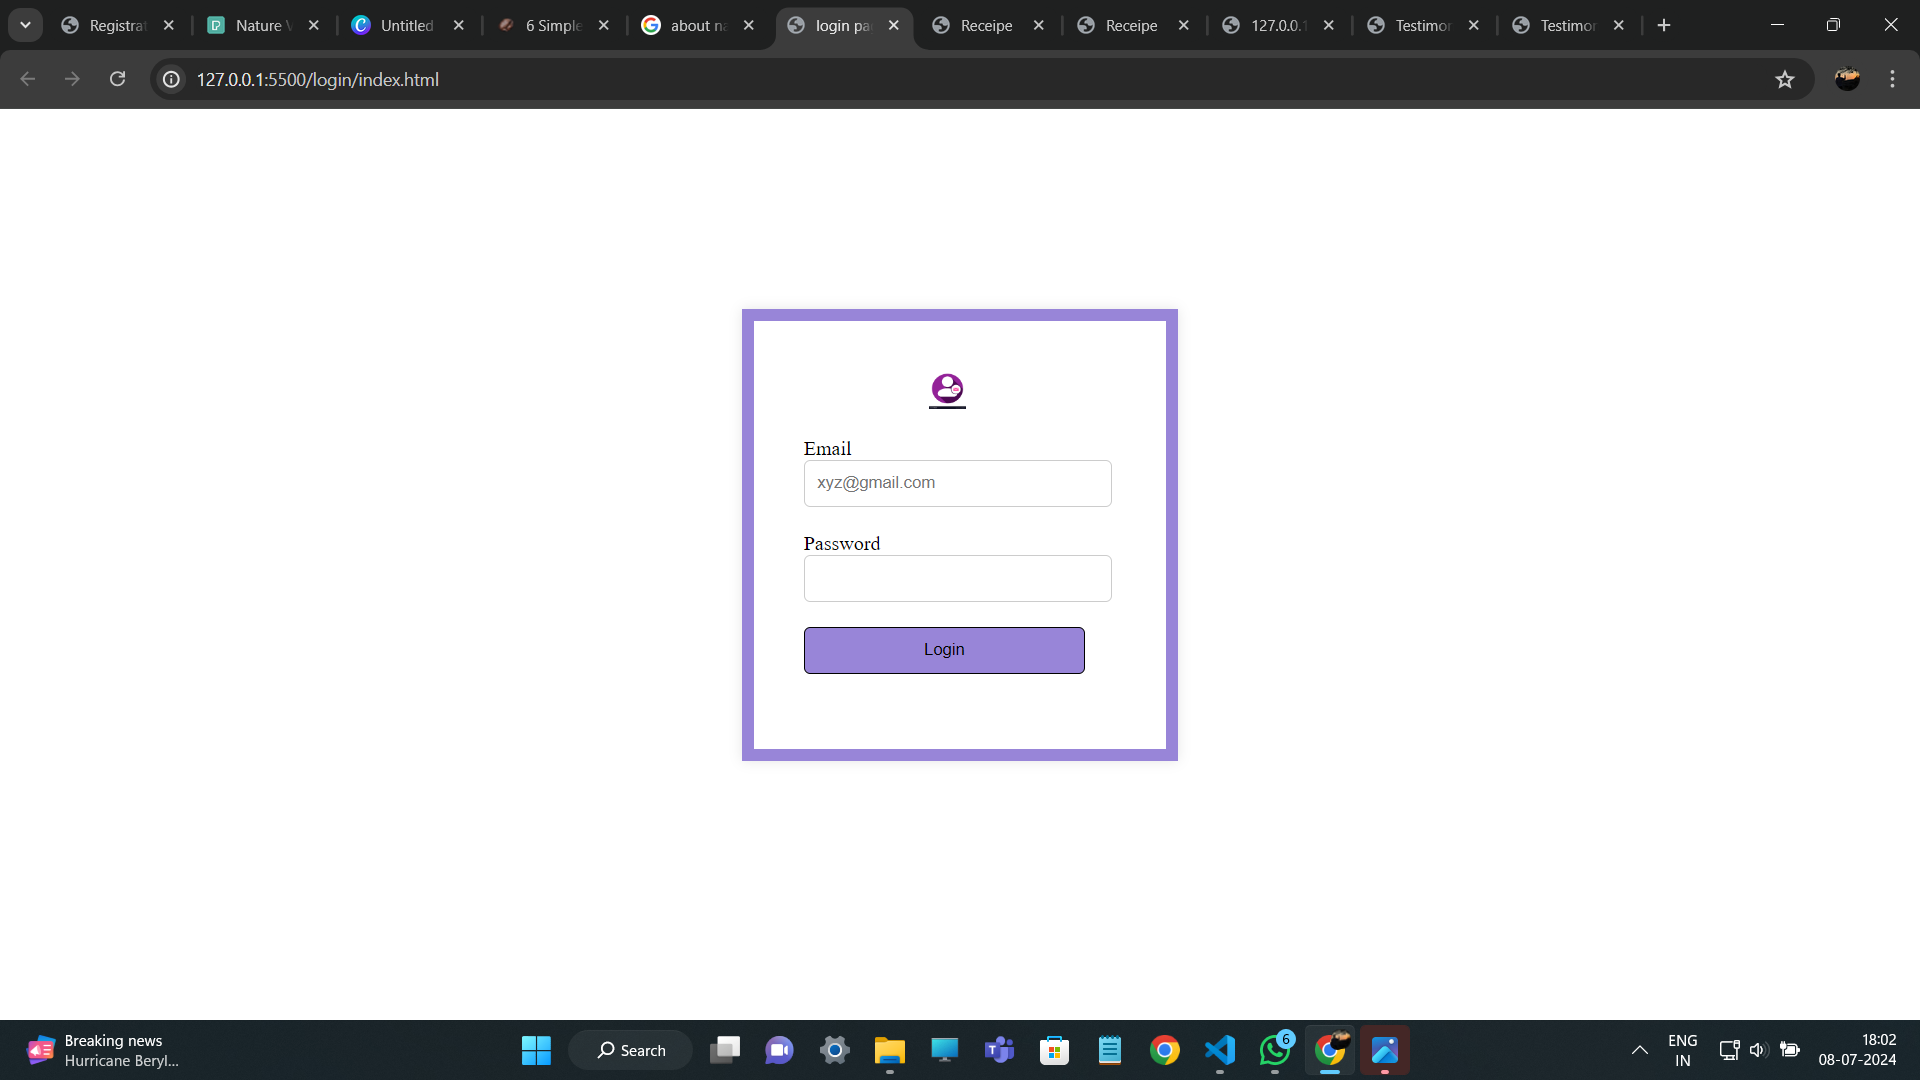 Registrat
Nature V
Untitled
6 Simple
about na
login pa
Receipe
Receipe
127.0.0.1
Testimor
Testimor
127.0.0.1:5500/login/index.html
Email
xyz@gmail.com
Password
Login
Breaking news
Hurricane Beryl...
Search
6
ENG
IN
18:02
08-07-2024